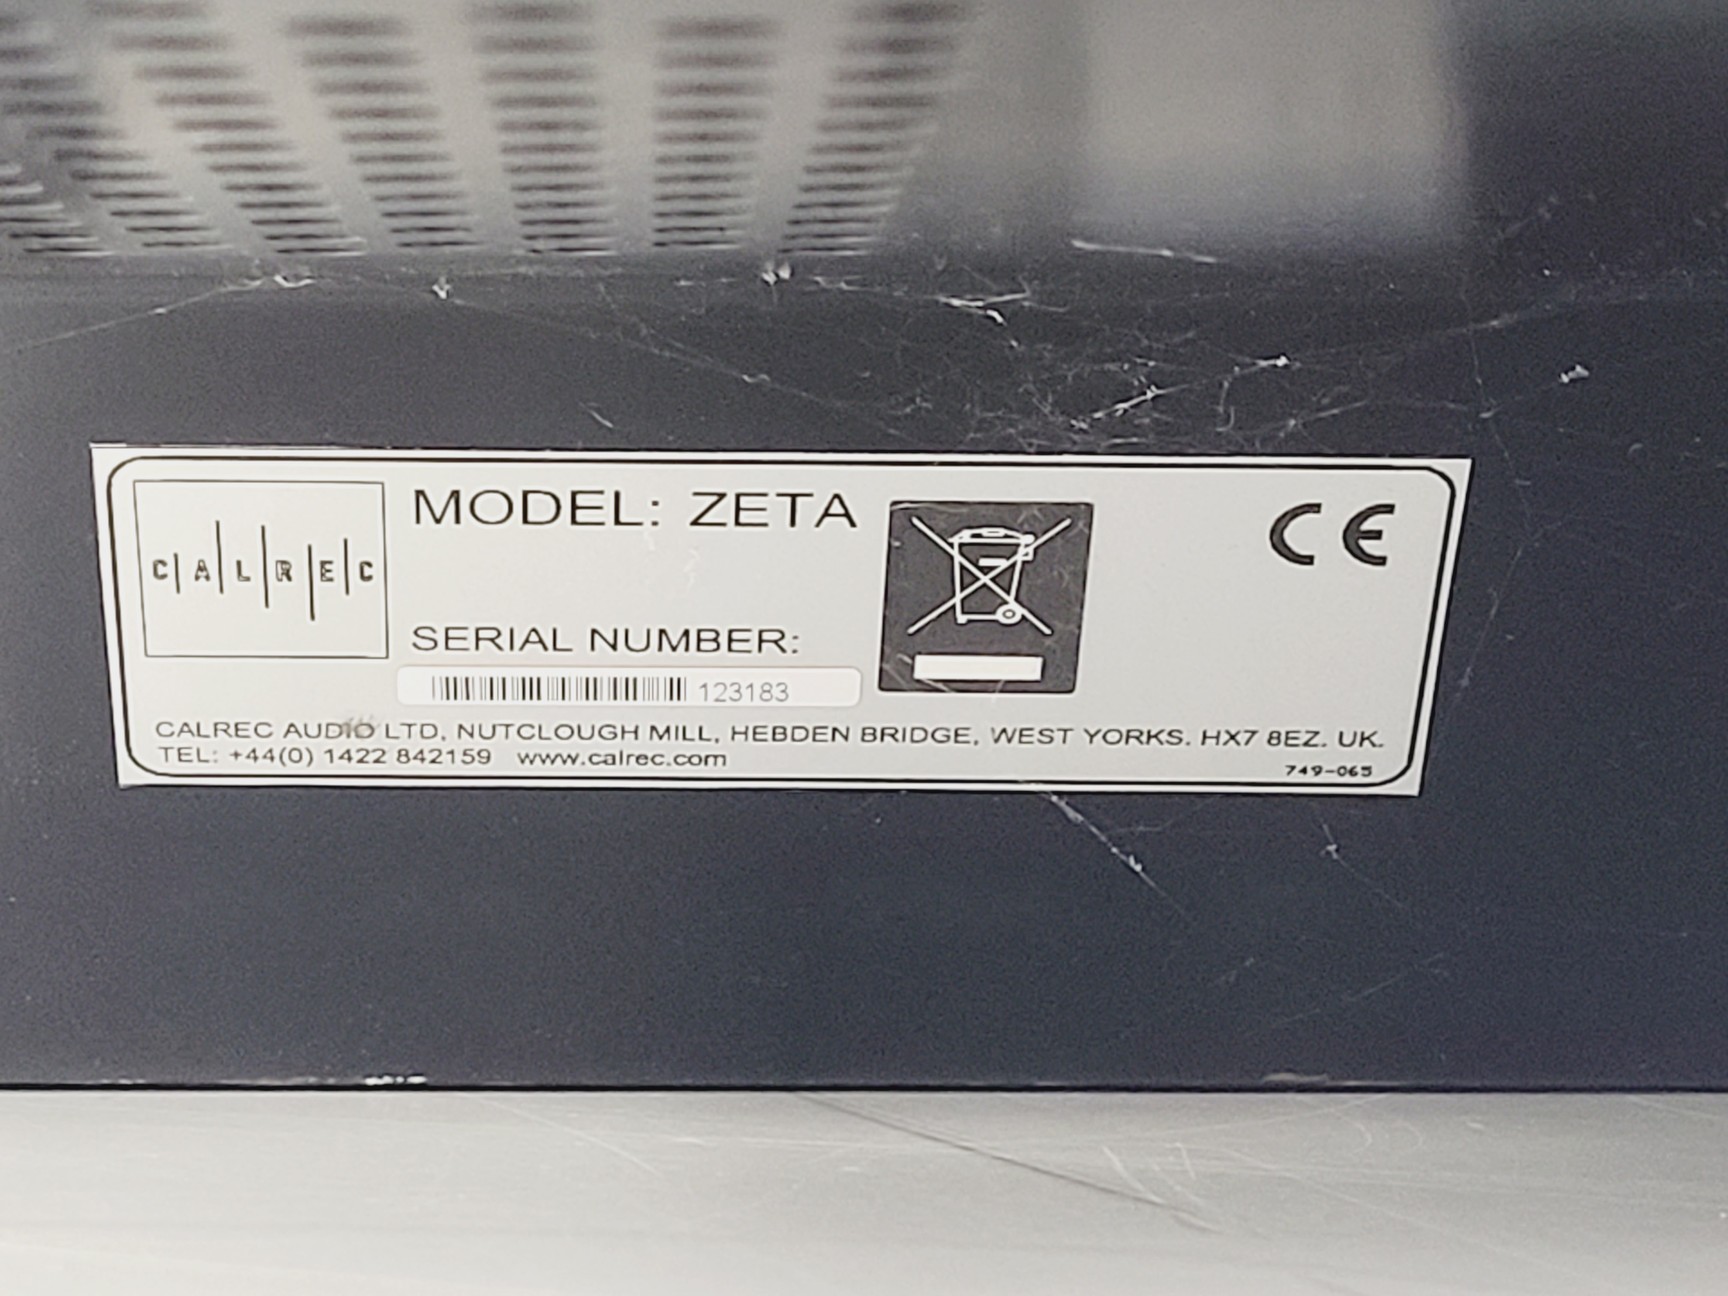 CALREC
MODEL: ZETA
CE
SERIAL NUMBER:
123183
CALREC AUDIO LTD, NUTCLOUGH MILL, HEBDEN BRIDGE, WEST YORKS. HX7 8EZ. UK.
TEL: +44(0) 1422 842159 www.calrec.com
749-065